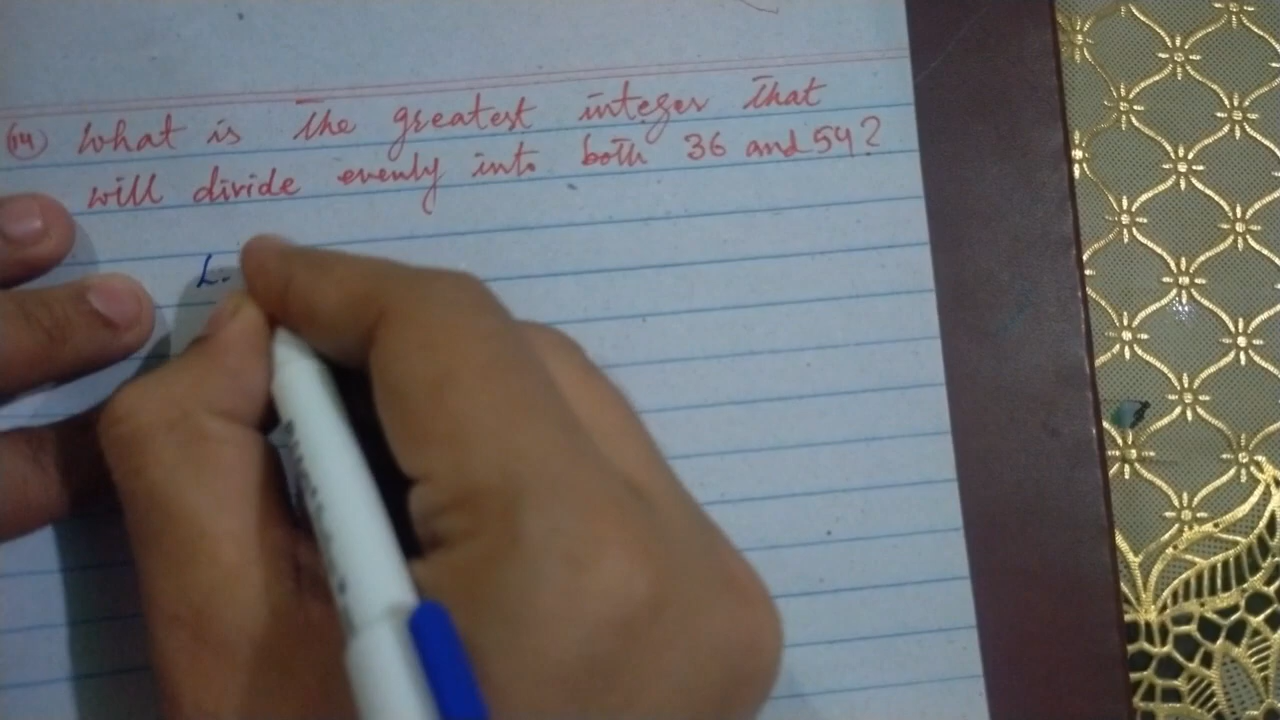 (14) What is the greatest integer that
will divide evenly into both 36 and 54?
L.